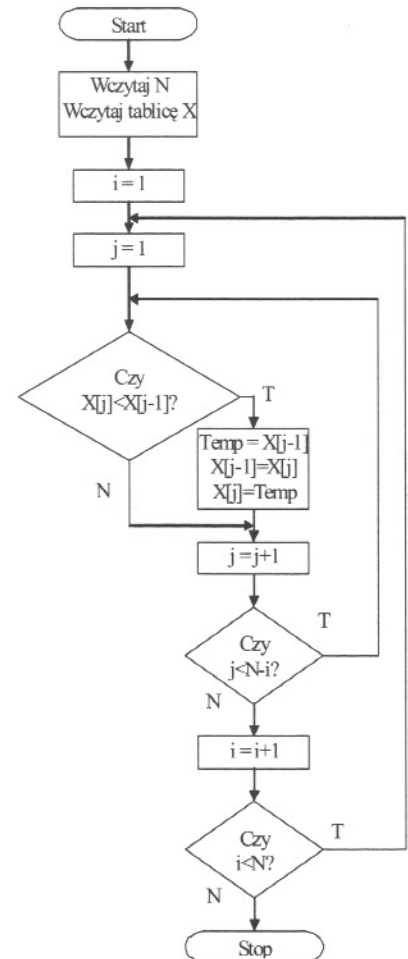 Start
Wczytaj N
Wczytaj tablicę X
i = 1
j = 1
Czy
X[j]<X[j-1]?
T
Temp = X[j-1]
X[j-1]=X[j]
X[j]=Temp
N
j = j+1
Czy
j<N-i?
T
N
i = i+1
Czy
i<N?
T
N
Stop